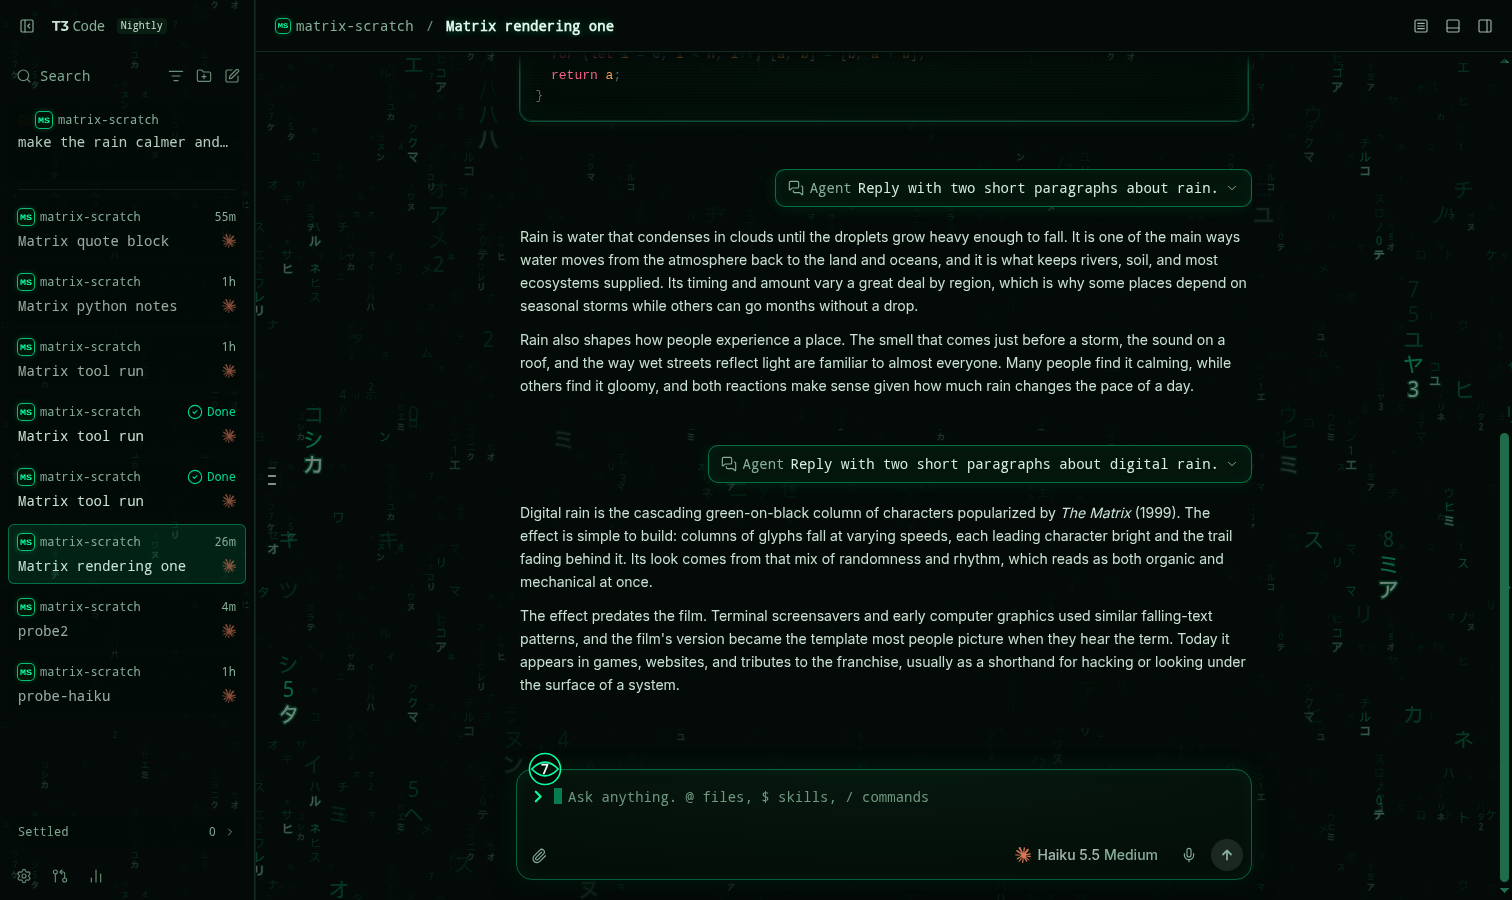 T3 Code Nightly
Search
MS matrix-scratch
make the rain calmer and…
MS matrix-scratch 55m
Matrix quote block
MS matrix-scratch 1h
Matrix python notes
MS matrix-scratch 1h
Matrix tool run
MS matrix-scratch Done
Matrix tool run
MS matrix-scratch Done
Matrix tool run
MS matrix-scratch 26m
Matrix rendering one
MS matrix-scratch 4m
probe2
MS matrix-scratch 1h
probe-haiku
Settled 0
MS matrix-scratch / Matrix rendering one
return a;
}
Agent Reply with two short paragraphs about rain.
Rain is water that condenses in clouds until the droplets grow heavy enough to fall. It is one of the main ways
water moves from the atmosphere back to the land and oceans, and it is what keeps rivers, soil, and most
ecosystems supplied. Its timing and amount vary a great deal by region, which is why some places depend on
seasonal storms while others can go months without a drop.
Rain also shapes how people experience a place. The smell that comes just before a storm, the sound on a
roof, and the way wet streets reflect light are familiar to almost everyone. Many people find it calming, while
others find it gloomy, and both reactions make sense given how much rain changes the pace of a day.
Agent Reply with two short paragraphs about digital rain.
Digital rain is the cascading green-on-black column of characters popularized by The Matrix (1999). The
effect is simple to build: columns of glyphs fall at varying speeds, each leading character bright and the trail
fading behind it. Its look comes from that mix of randomness and rhythm, which reads as both organic and
mechanical at once.
The effect predates the film. Terminal screensavers and early computer graphics used similar falling-text
patterns, and the film's version became the template most people picture when they hear the term. Today it
appears in games, websites, and tributes to the franchise, usually as a shorthand for hacking or looking under
the surface of a system.
7
Ask anything. @ files, $ skills, / commands
Haiku 5.5 Medium